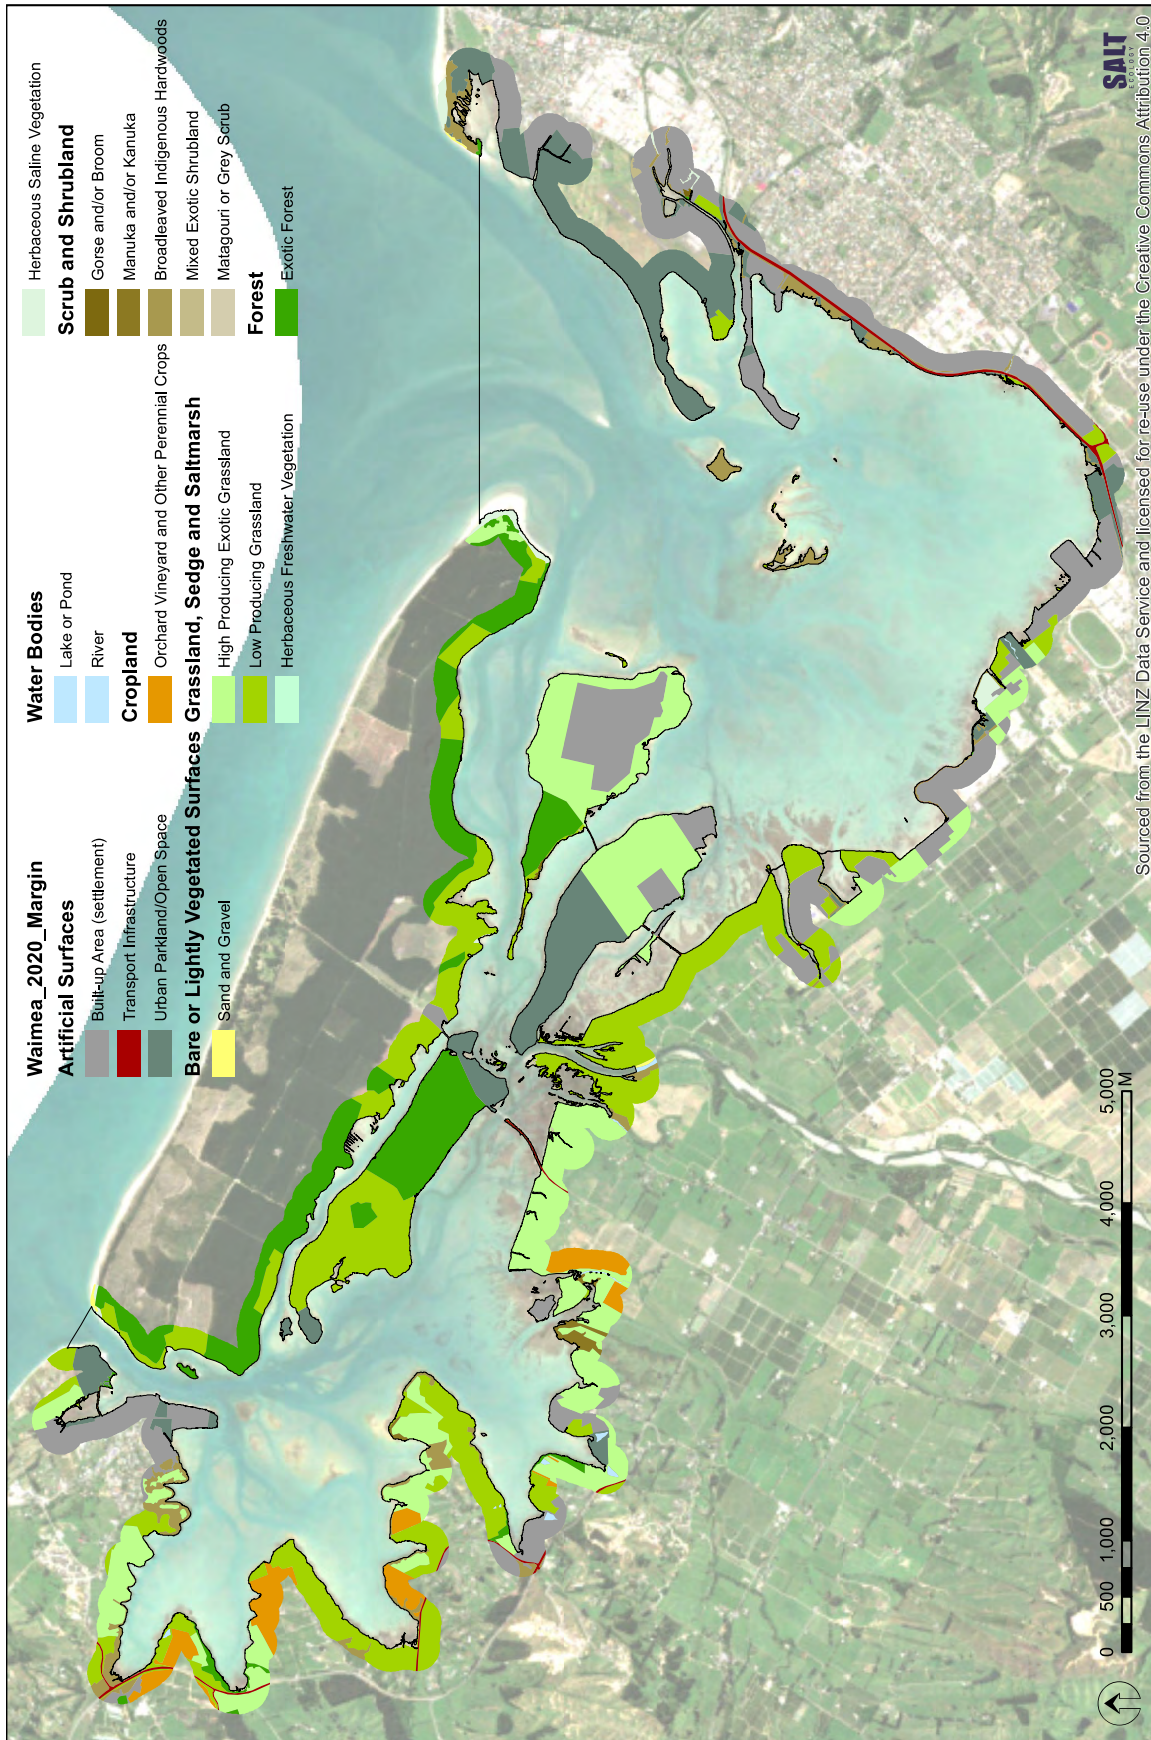 Waimea_2020_Margin
Artificial Surfaces
Built-up Area (settlement)
Transport Infrastructure
Urban Parkland/Open Space
Bare or Lightly Vegetated Surfaces
Sand and Gravel
Water Bodies
Lake or Pond
River
Cropland
Orchard Vineyard and Other Perennial Crops
Grassland, Sedge and Saltmarsh
High Producing Exotic Grassland
Low Producing Grassland
Herbaceous Freshwater Vegetation
Herbaceous Saline Vegetation
Scrub and Shrubland
Gorse and/or Broom
Manuka and/or Kanuka
Broadleaved Indigenous Hardwoods
Mixed Exotic Shrubland
Matagouri or Grey Scrub
Forest
Exotic Forest
0 500 1,000 2,000 3,000 4,000 5,000
M
SALT
ECOLOGY
Sourced from the LINZ Data Service and licensed for re-use under the Creative Commons Attribution 4.0